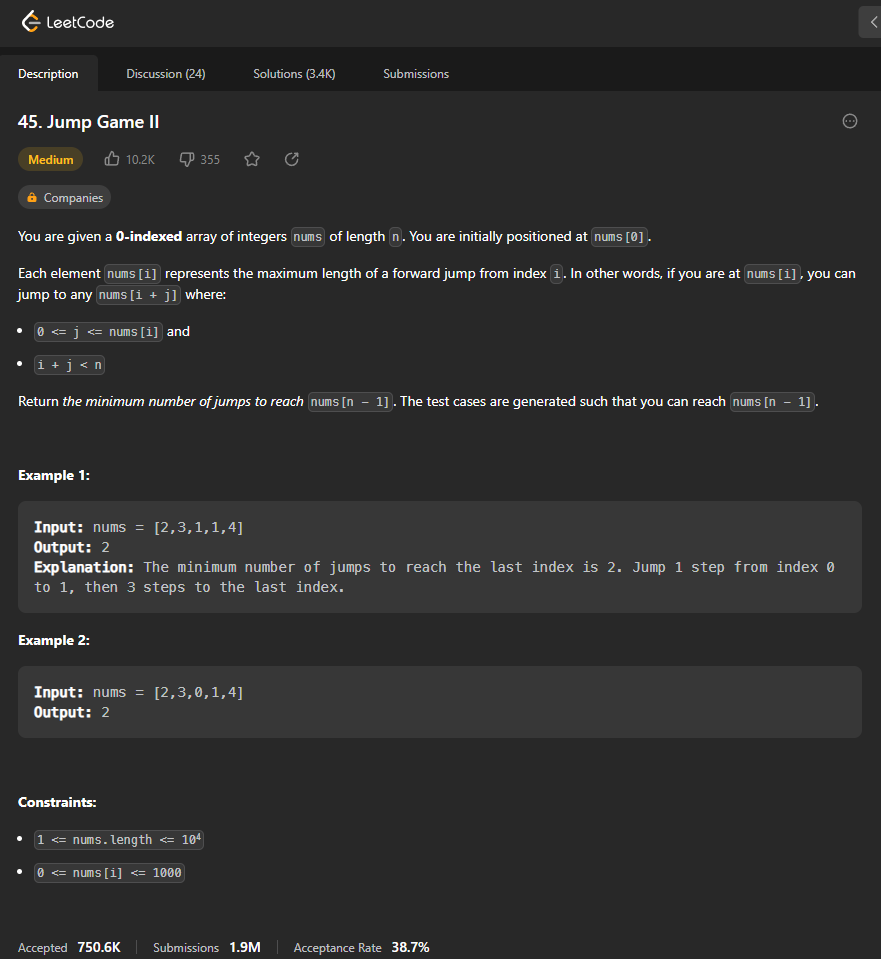 LeetCode
Description Discussion (24) Solutions (3.4K) Submissions
45. Jump Game II
Medium 10.2K 355
Companies
You are given a 0-indexed array of integers nums of length n. You are initially positioned at nums[0].
Each element nums[i] represents the maximum length of a forward jump from index i. In other words, if you are at nums[i], you can
jump to any nums[i + j] where:
• 0 <= j <= nums[i] and
• i + j < n
Return the minimum number of jumps to reach nums[n - 1]. The test cases are generated such that you can reach nums[n - 1].
Example 1:
Input: nums = [2,3,1,1,4]
Output: 2
Explanation: The minimum number of jumps to reach the last index is 2. Jump 1 step from index 0
to 1, then 3 steps to the last index.
Example 2:
Input: nums = [2,3,0,1,4]
Output: 2
Constraints:
• 1 <= nums.length <= 10⁴
• 0 <= nums[i] <= 1000
Accepted 750.6K Submissions 1.9M Acceptance Rate 38.7%